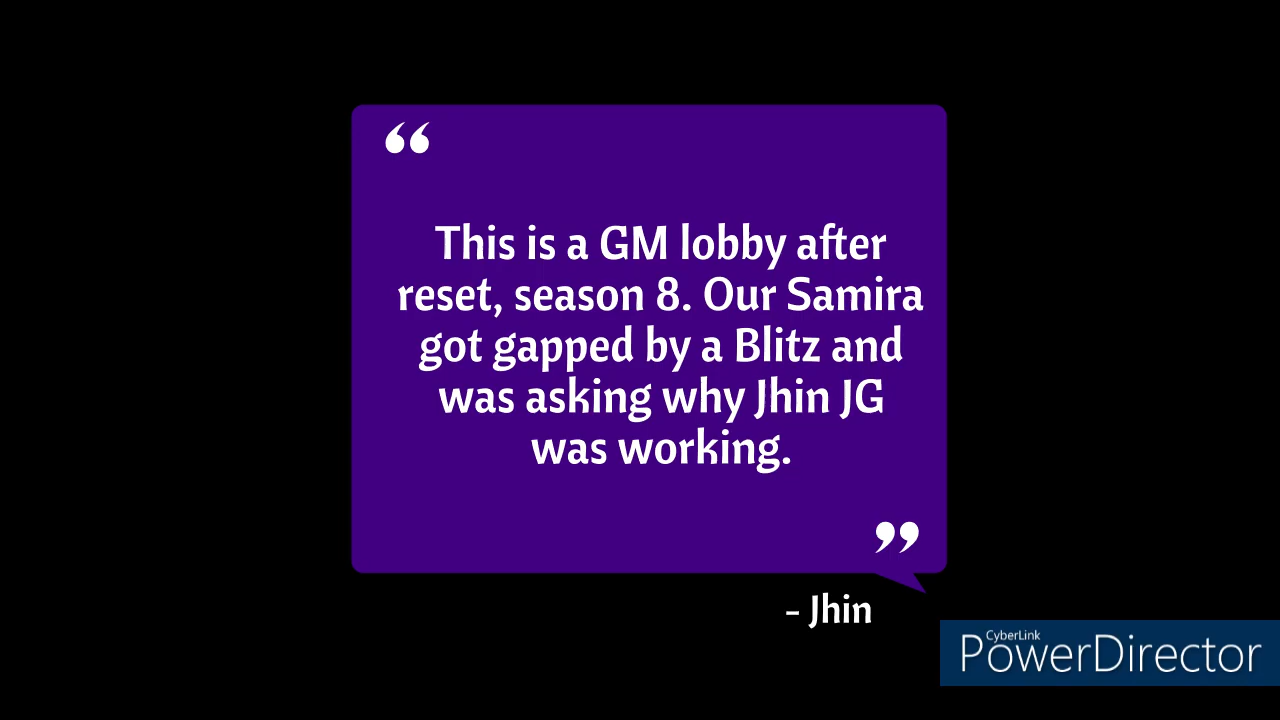 “
This is a GM lobby after
reset, season 8. Our Samira
got gapped by a Blitz and
was asking why Jhin JG
was working.
”
– Jhin
CyberLink
PowerDirector